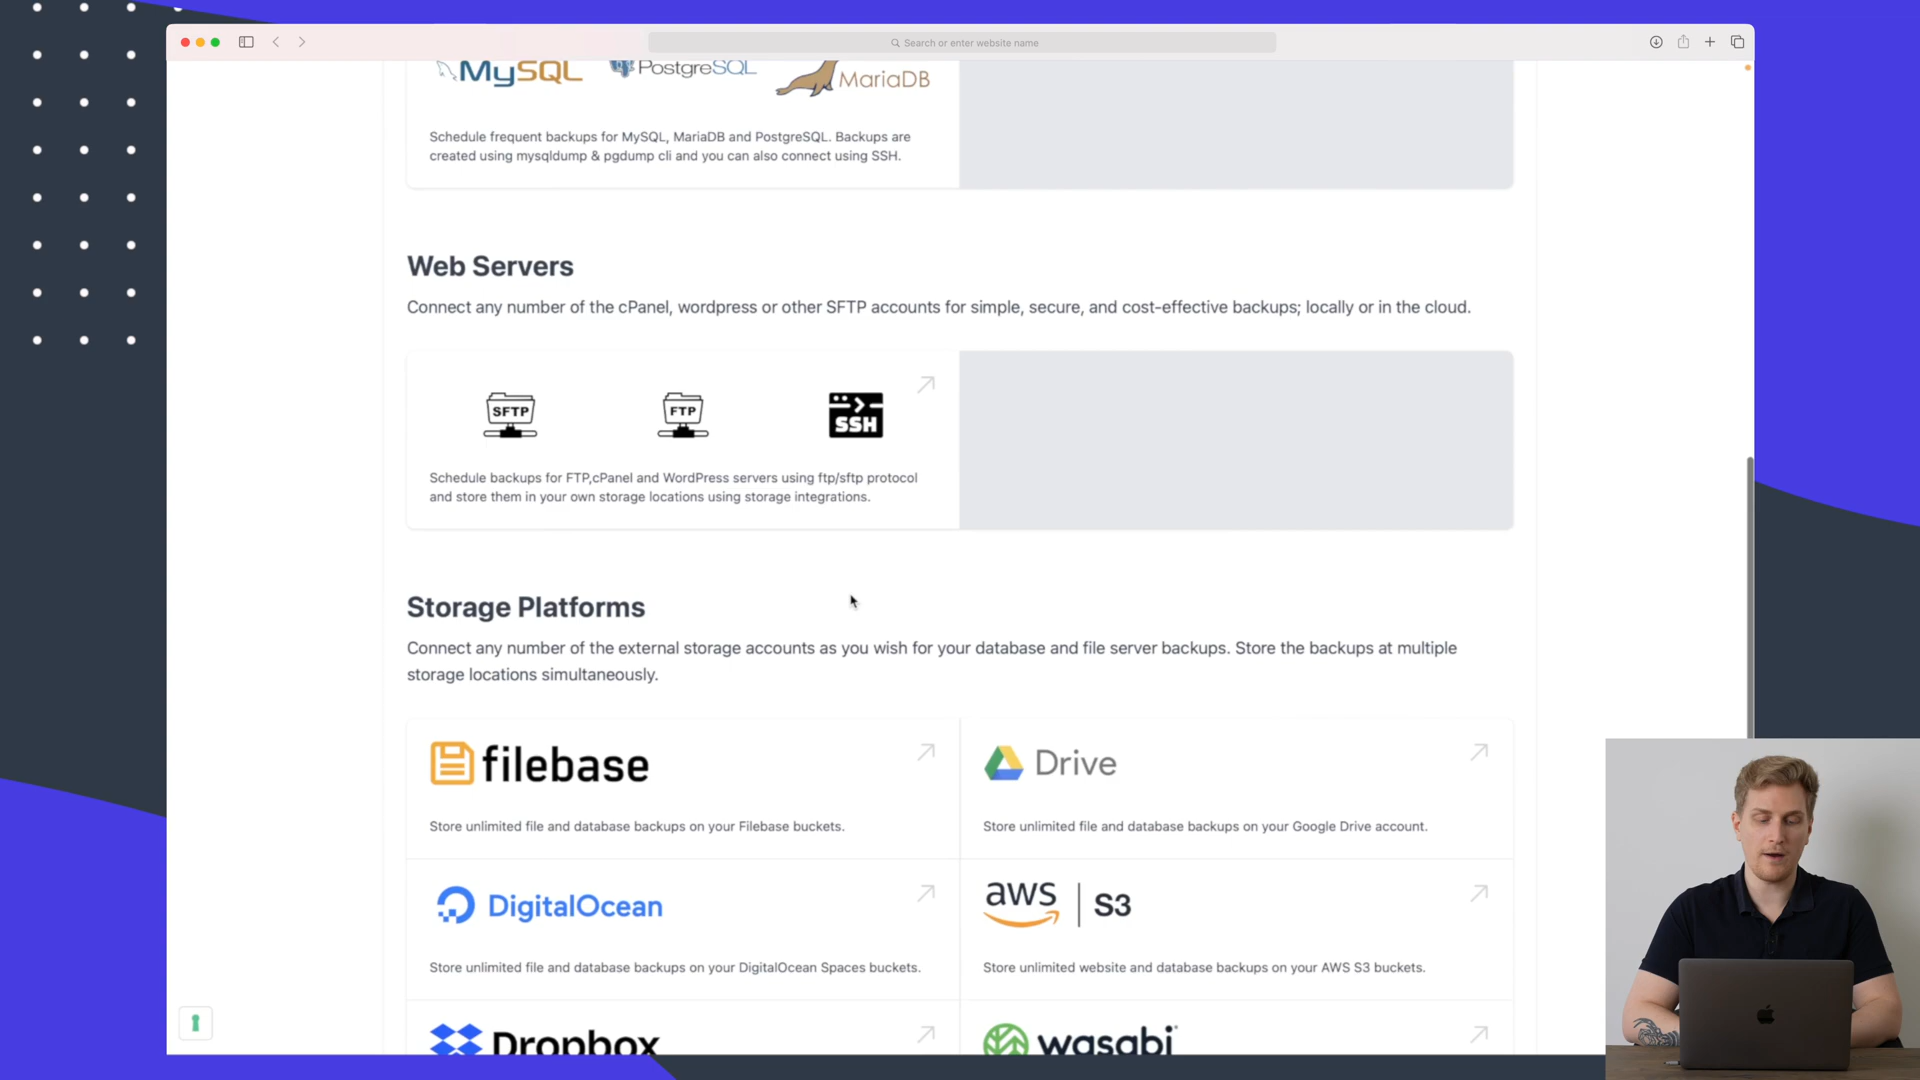 Search or enter website name
MySQL PostgreSQL MariaDB
Schedule frequent backups for MySQL, MariaDB and PostgreSQL. Backups are
created using mysqldump & pgdump cli and you can also connect using SSH.
Web Servers
Connect any number of the cPanel, wordpress or other SFTP accounts for simple, secure, and cost-effective backups; locally or in the cloud.
SFTP FTP SSH
Schedule backups for FTP,cPanel and WordPress servers using ftp/sftp protocol
and store them in your own storage locations using storage integrations.
Storage Platforms
Connect any number of the external storage accounts as you wish for your database and file server backups. Store the backups at multiple
storage locations simultaneously.
filebase
Store unlimited file and database backups on your Filebase buckets.
Drive
Store unlimited file and database backups on your Google Drive account.
DigitalOcean
Store unlimited file and database backups on your DigitalOcean Spaces buckets.
aws | S3
Store unlimited website and database backups on your AWS S3 buckets.
Dropbox
wasabi